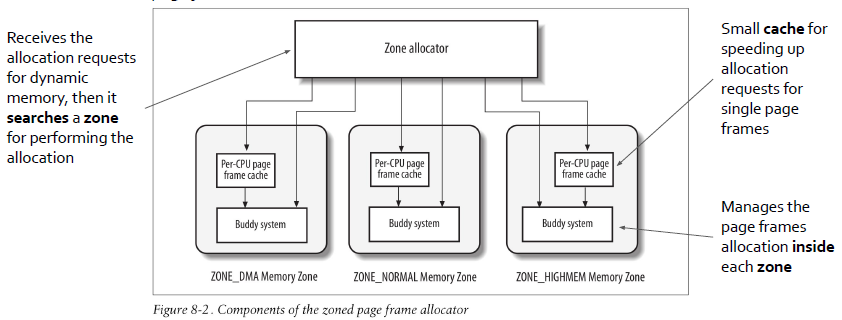 Receives the
allocation requests
for dynamic
memory, then it
searches a zone
for performing the
allocation
Zone allocator
Small cache for
speeding up
allocation
requests for
single page
frames
Per-CPU page
frame cache
Buddy system
Per-CPU page
frame cache
Buddy system
Per-CPU page
frame cache
Buddy system
Manages the
page frames
allocation inside
each zone
ZONE_DMA Memory Zone
ZONE_NORMAL Memory Zone
ZONE_HIGHMEM Memory Zone
Figure 8-2. Components of the zoned page frame allocator